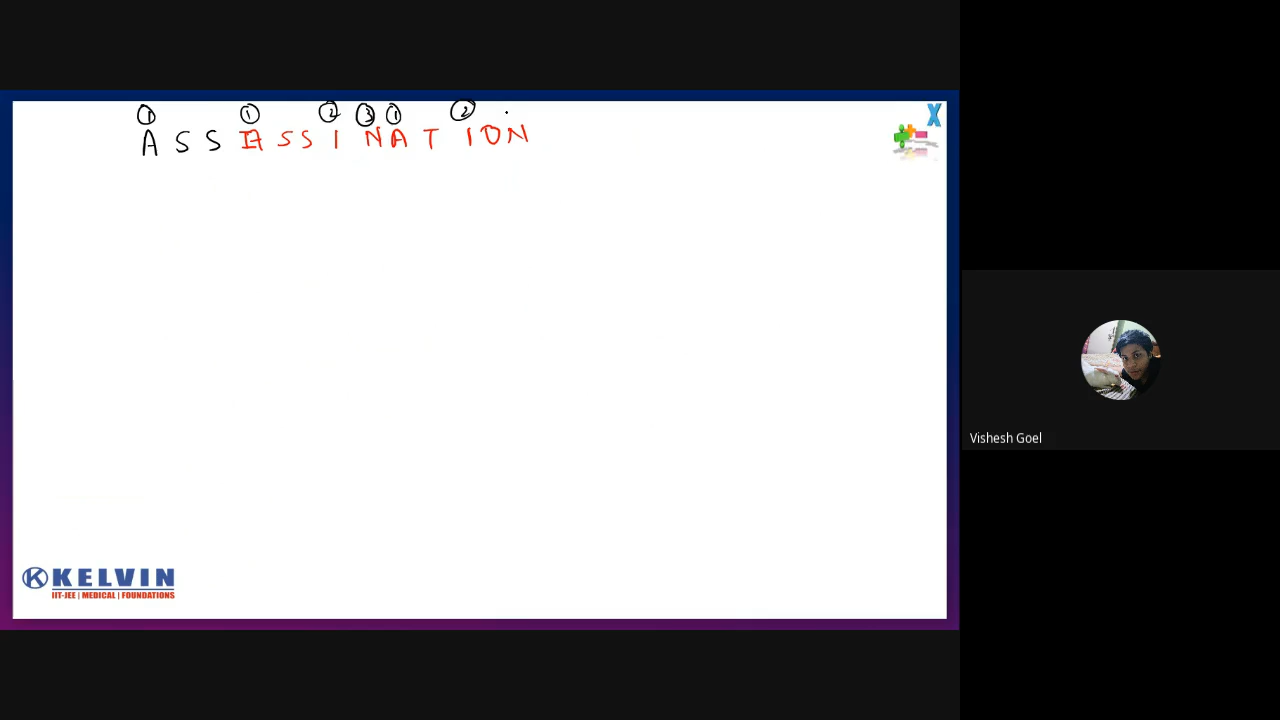 ① ① ② ③ ① ②
A S S A S S I N A T I O N
X
Vishesh Goel
K KELVIN
IIT-JEE | MEDICAL | FOUNDATIONS